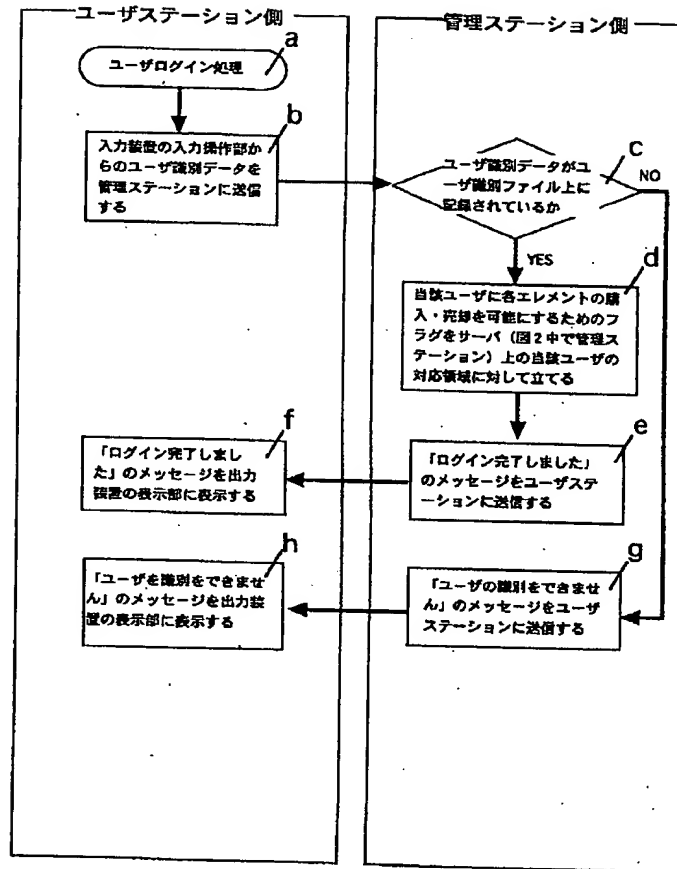 ユーザステーション側
管理ステーション側
a
ユーザログイン処理
b
入力装置の入力操作部か
らのユーザ識別データを
管理ステーションに送信
する
c
ユーザ識別データがユ
ーザ識別ファイル上に
記録されているか
NO
YES
d
当該ユーザに各エレメントの購
入・売却を可能にするためのフ
ラグをサーバ（図2中で管理ス
テーション）上の当該ユーザの
対応領域に対して立てる
e
「ログイン完了しました」
のメッセージをユーザステ
ーションに送信する
f
「ログイン完了しまし
た」のメッセージを出力
装置の表示部に表示する
g
「ユーザの識別をできませ
ん」のメッセージをユーザ
ステーションに送信する
h
「ユーザを識別をできませ
ん」のメッセージを出力装
置の表示部に表示する